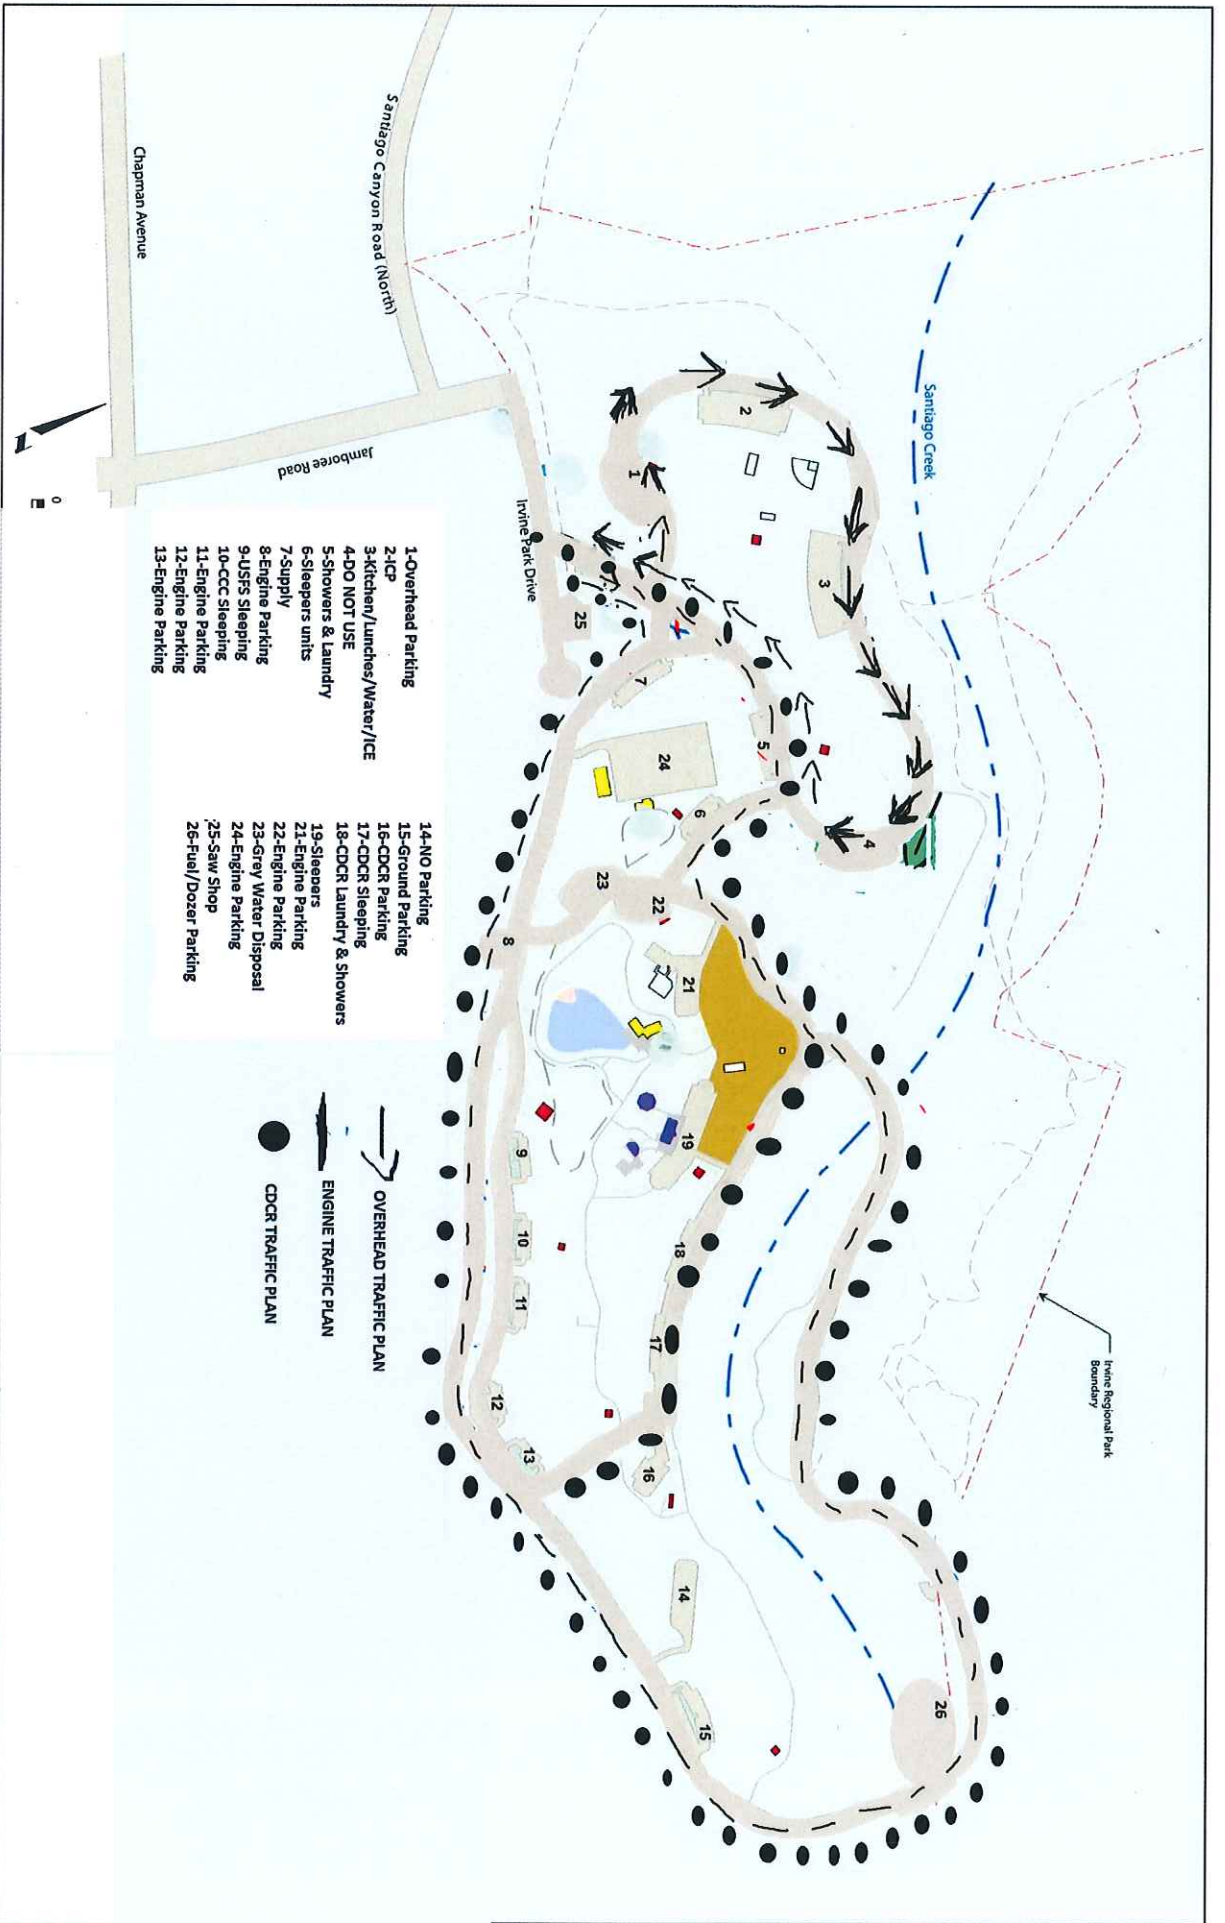 Chapman Avenue
Santiago Canyon Road (North)
Jamboree Road
Irvine Park Drive
Santiago Creek
Irvine Regional Park
Boundary
1
2
3
4
5
6
7
8
9
10
11
12
13
14
15
16
17
18
19
21
22
23
24
25
26
N
0
1-Overhead Parking
2-ICP
3-Kitchen/Lunches/Water/ICE
4-DO NOT USE
5-Showers & Laundry
6-Sleepers units
7-Supply
8-Engine Parking
9-USFS Sleeping
10-CCC Sleeping
11-Engine Parking
12-Engine Parking
13-Engine Parking
14-NO Parking
15-Ground Parking
16-CDCR Parking
17-CDCR Sleeping
18-CDCR Laundry & Showers
19-Sleepers
21-Engine Parking
22-Engine Parking
23-Grey Water Disposal
24-Engine Parking
25-Saw Shop
26-Fuel/Dozer Parking
OVERHEAD TRAFFIC PLAN
ENGINE TRAFFIC PLAN
CDCR TRAFFIC PLAN